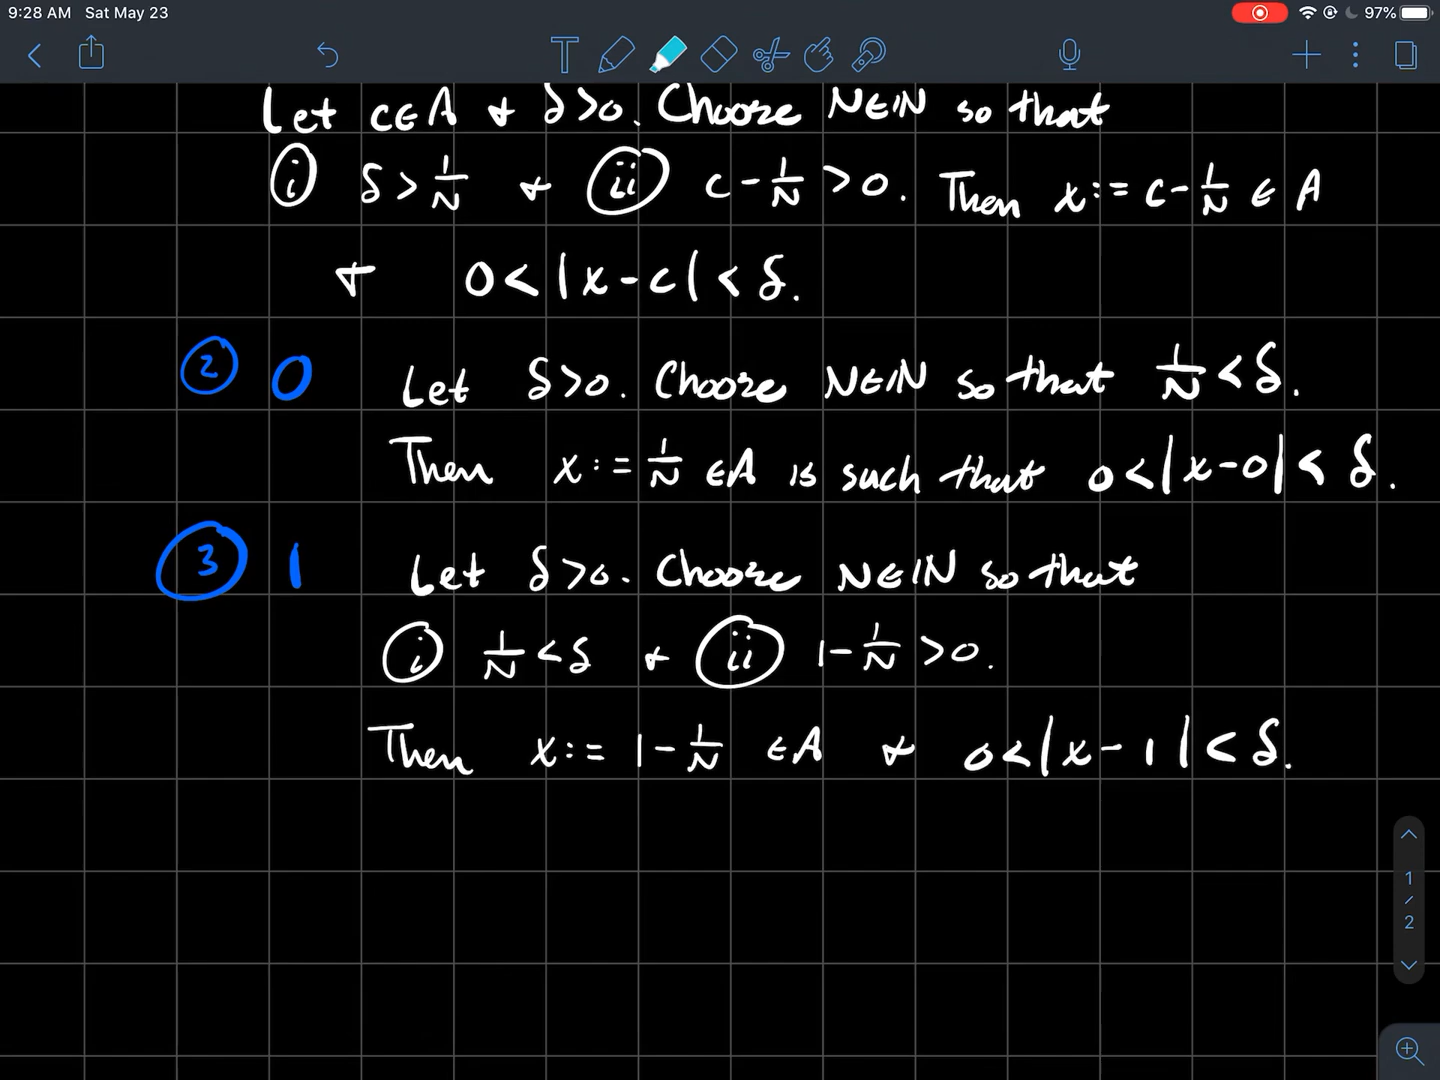 9:28 AM Sat May 23
97%
T
Let c∈A & δ>0. Choose N∈ℕ so that
ⓘ δ > 1/N & ⓘⓘ c - 1/N > 0. Then x := c - 1/N ∈ A
& 0 < |x - c| < δ.
② 0 Let δ>0. Choose N∈ℕ so that 1/N < δ.
Then x := 1/N ∈A is such that 0 < |x-0| < δ.
③ 1 Let δ>0. Choose N∈ℕ so that
ⓘ 1/N < δ & ⓘⓘ 1 - 1/N > 0.
Then x := 1 - 1/N ∈A & 0 < |x - 1| < δ.
1
/
2